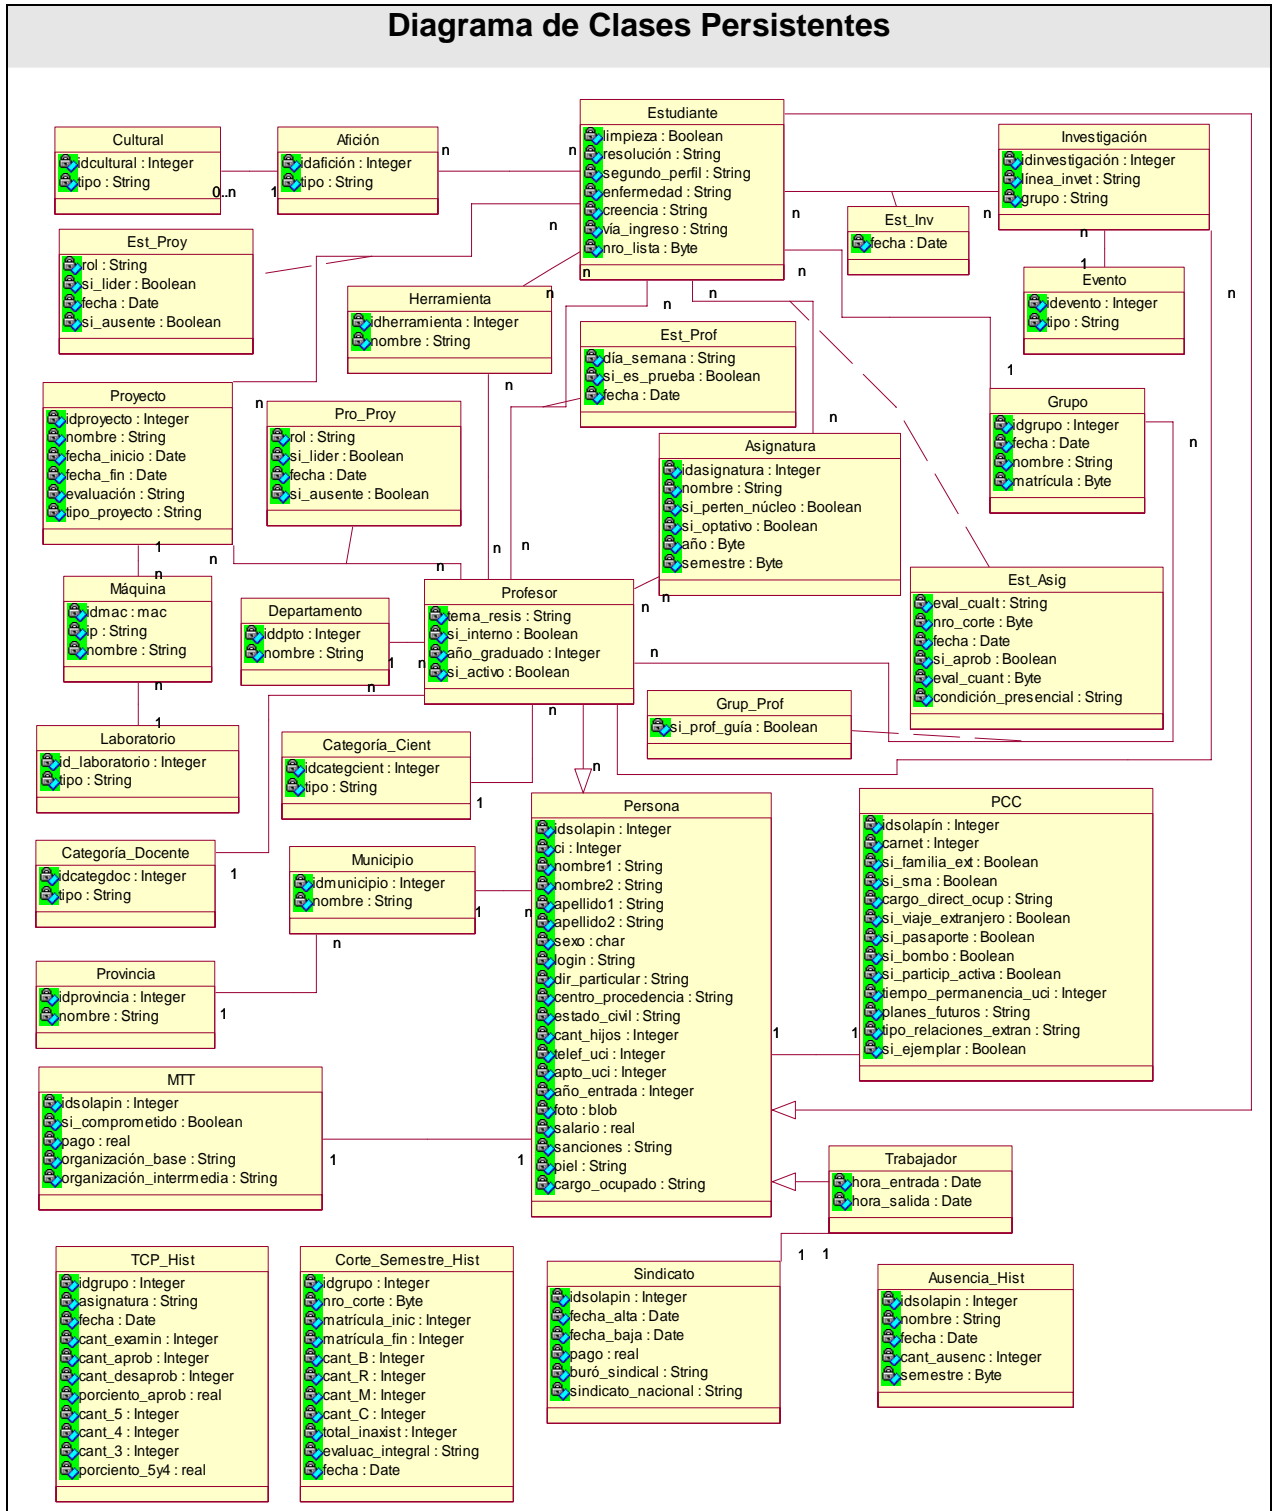 Diagrama de Clases Persistentes
Cultural
idcultural : Integer
tipo : String
0..n
1
Afición
idafición : Integer
tipo : String
n
n
Estudiante
limpieza : Boolean
resolución : String
segundo_perfil : String
enfermedad : String
creencia : String
vía_ingreso : String
nro_lista : Byte
n
n
n
n
n
n
n
n
Investigación
idinvestigación : Integer
línea_invet : String
grupo : String
n
n
n
Est_Inv
fecha : Date
Est_Proy
rol : String
si_lider : Boolean
fecha : Date
si_ausente : Boolean
Herramienta
idherramienta : Integer
nombre : String
n
1
Evento
idevento : Integer
tipo : String
Est_Prof
día_semana : String
si_es_prueba : Boolean
fecha : Date
Proyecto
idproyecto : Integer
nombre : String
fecha_inicio : Date
fecha_fin : Date
evaluación : String
tipo_proyecto : String
n
1
n
Pro_Proy
rol : String
si_lider : Boolean
fecha : Date
si_ausente : Boolean
1
Grupo
idgrupo : Integer
fecha : Date
nombre : String
matrícula : Byte
n
Asignatura
idasignatura : Integer
nombre : String
si_perten_núcleo : Boolean
si_optativo : Boolean
año : Byte
semestre : Byte
n
Máquina
idmac : mac
ip : String
nombre : String
n
n
Departamento
iddpto : Integer
nombre : String
1
Profesor
tema_resis : String
si_interno : Boolean
año_graduado : Integer
si_activo : Boolean
n
n
n
n
n
n
n
n
n
Est_Asig
eval_cualt : String
nro_corte : Byte
fecha : Date
si_aprob : Boolean
eval_cuant : Byte
condición_presencial : String
Grup_Prof
si_prof_guía : Boolean
1
Laboratorio
id_laboratorio : Integer
tipo : String
Categoría_Cient
idcategcient : Integer
tipo : String
1
Categoría_Docente
idcategdoc : Integer
tipo : String
1
Municipio
idmunicipio : Integer
nombre : String
1
n
n
Persona
idsolapin : Integer
ci : Integer
nombre1 : String
nombre2 : String
apellido1 : String
apellido2 : String
sexo : char
login : String
dir_particular : String
centro_procedencia : String
estado_civil : String
cant_hijos : Integer
telef_uci : Integer
apto_uci : Integer
año_entrada : Integer
foto : blob
salario : real
sanciones : String
piel : String
cargo_ocupado : String
1
1
PCC
idsolapín : Integer
carnet : Integer
si_familia_ext : Boolean
si_sma : Boolean
cargo_direct_ocup : String
si_viaje_extranjero : Boolean
si_pasaporte : Boolean
si_bombo : Boolean
si_particip_activa : Boolean
tiempo_permanencia_uci : Integer
planes_futuros : String
tipo_relaciones_extran : String
si_ejemplar : Boolean
Provincia
idprovincia : Integer
nombre : String
1
MTT
idsolapin : Integer
si_comprometido : Boolean
pago : real
organización_base : String
organización_interrmedia : String
1
1
Trabajador
hora_entrada : Date
hora_salida : Date
1
1
TCP_Hist
idgrupo : Integer
asignatura : String
fecha : Date
cant_examin : Integer
cant_aprob : Integer
cant_desaprob : Integer
porciento_aprob : real
cant_5 : Integer
cant_4 : Integer
cant_3 : Integer
porciento_5y4 : real
Corte_Semestre_Hist
idgrupo : Integer
nro_corte : Byte
matrícula_inic : Integer
matrícula_fin : Integer
cant_B : Integer
cant_R : Integer
cant_M : Integer
cant_C : Integer
total_inaxist : Integer
evaluac_integral : String
fecha : Date
Sindicato
idsolapin : Integer
fecha_alta : Date
fecha_baja : Date
pago : real
buró_sindical : String
sindicato_nacional : String
Ausencia_Hist
idsolapin : Integer
nombre : String
fecha : Date
cant_ausenc : Integer
semestre : Byte